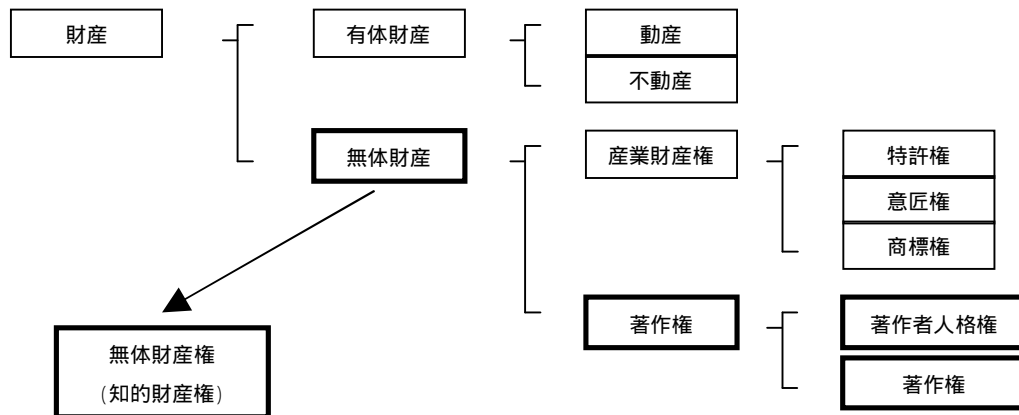 財産
有体財産
動産
不動産
無体財産
産業財産権
特許権
意匠権
商標権
著作権
著作者人格権
著作権
無体財産権
(知的財産権)